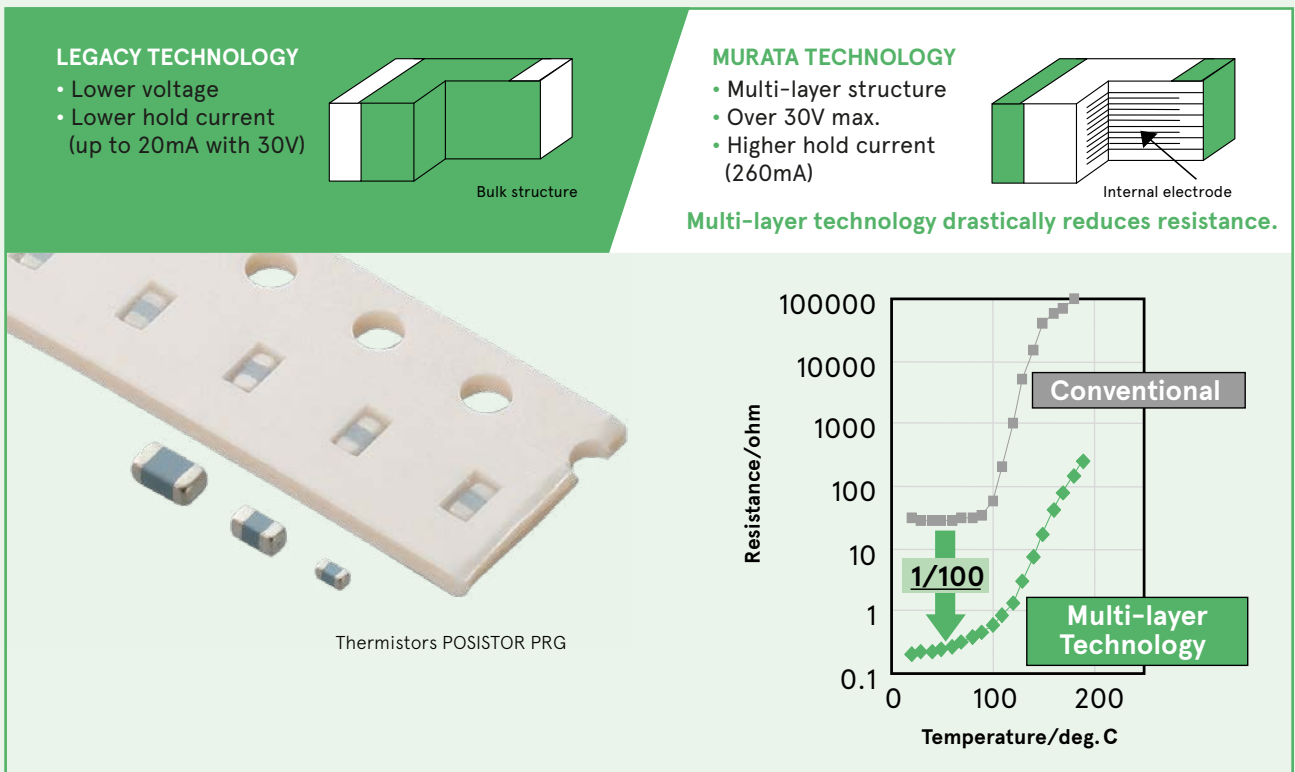 LEGACY TECHNOLOGY
• Lower voltage
• Lower hold current
(up to 20mA with 30V)
Bulk structure
MURATA TECHNOLOGY
• Multi-layer structure
• Over 30V max.
• Higher hold current
(260mA)
Internal electrode
Multi-layer technology drastically reduces resistance.
Thermistors POSISTOR PRG
Resistance/ohm
100000
10000
1000
100
10
1
0.1
Conventional
1/100
Multi-layer
Technology
0
100
200
Temperature/deg. C